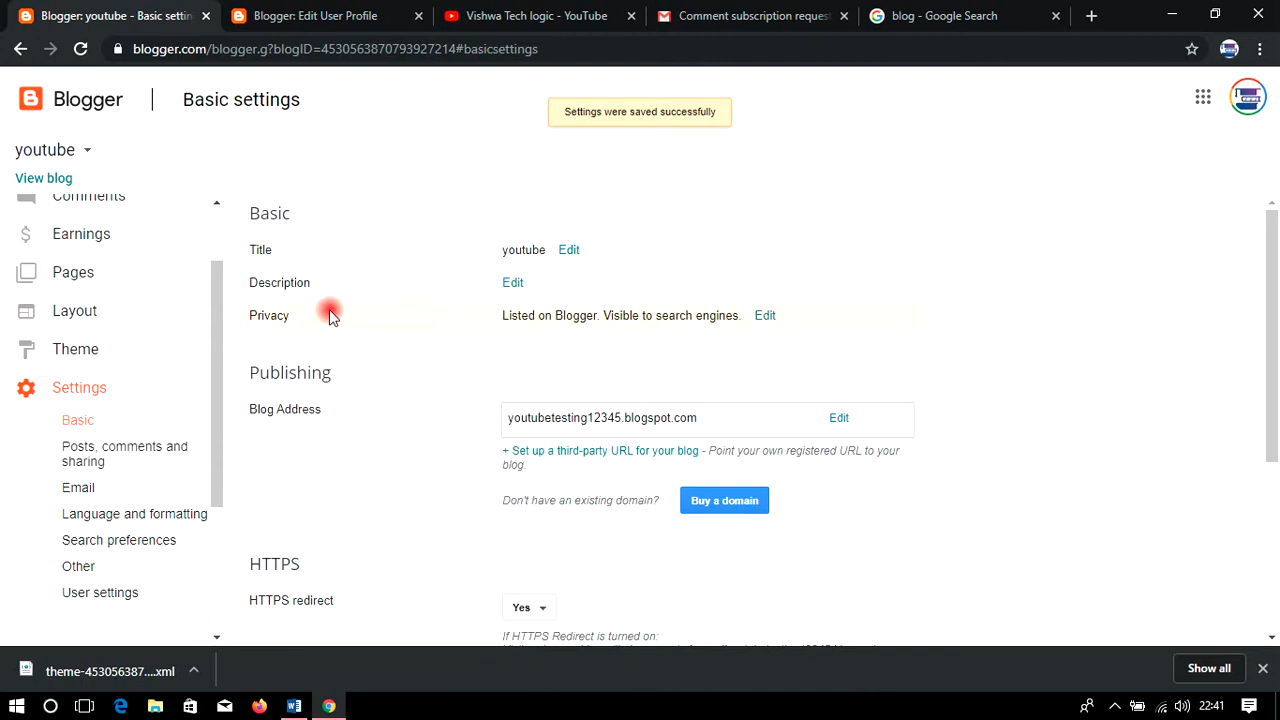 Blogger: youtube - Basic settin
Blogger: Edit User Profile
Vishwa Tech logic - YouTube
Comment subscription request
blog - Google Search
blogger.com/blogger.g?blogID=4530563870793927214#basicsettings
Blogger
Basic settings
Settings were saved successfully
youtube
View blog
Comments
Earnings
Pages
Layout
Theme
Settings
Basic
Posts, comments and
sharing
Email
Language and formatting
Search preferences
Other
User settings
Basic
Title youtube Edit
Description Edit
Privacy Listed on Blogger. Visible to search engines. Edit
Publishing
Blog Address youtubetesting12345.blogspot.com Edit
+ Set up a third-party URL for your blog - Point your own registered URL to your
blog.
Don't have an existing domain? Buy a domain
HTTPS
HTTPS redirect Yes
If HTTPS Redirect is turned on:
theme-453056387....xml
Show all
22:41